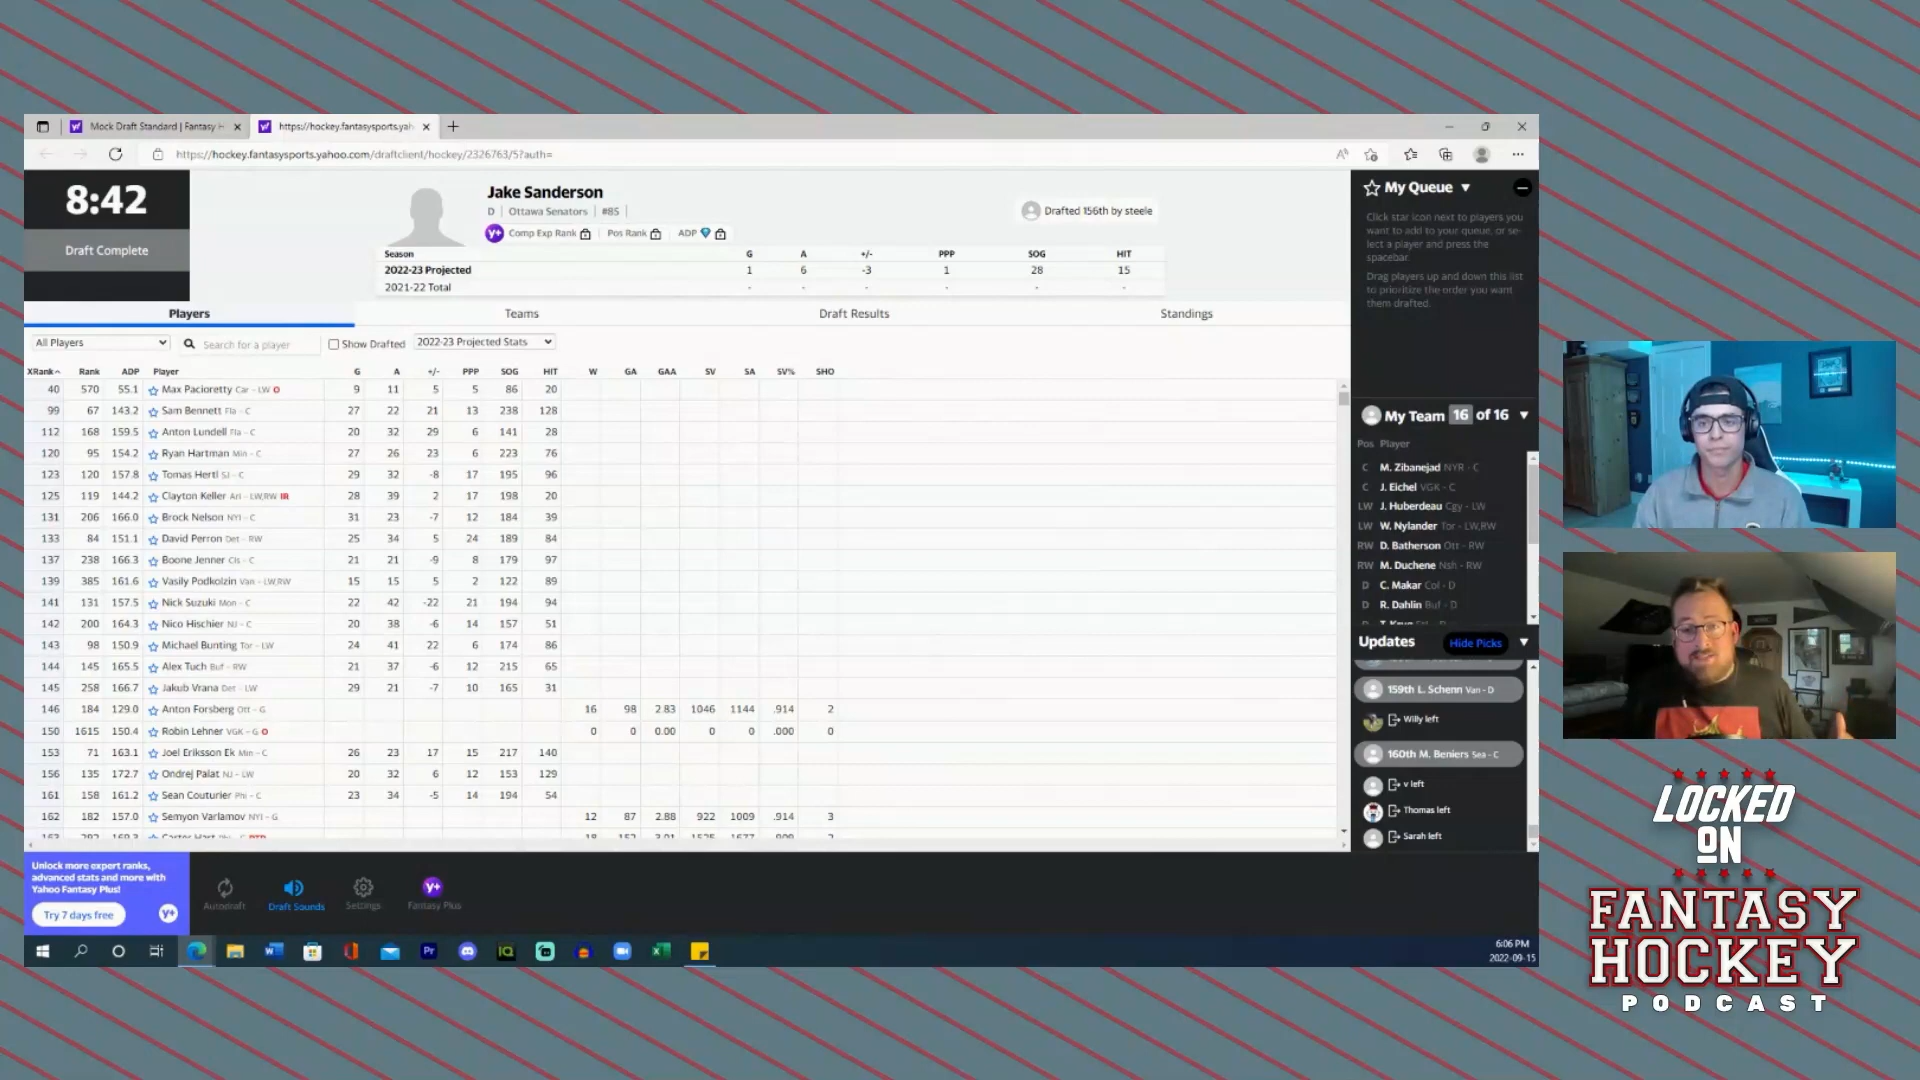 Mock Draft Standard | Fantasy H
https://hockey.fantasysports.yah
https://hockey.fantasysports.yahoo.com/draftclient/hockey/2326763/5?auth=
8:42
Draft Complete
Jake Sanderson
D | Ottawa Senators | #85 |
Y+ Comp Exp Rank Pos Rank | ADP
Drafted 156th by steele
Season G A +/- PPP SOG HIT
2022-23 Projected 1 6 -3 1 28 15
2021-22 Total - - - - - -
Players Teams Draft Results Standings
All Players Search for a player Show Drafted 2022-23 Projected Stats
XRank Rank ADP Player G A +/- PPP SOG HIT W GA GAA SV SA SV% SHO
40 570 55.1 Max Pacioretty Car - LW O 9 11 5 5 86 20
99 67 143.2 Sam Bennett Fla - C 27 22 21 13 238 128
112 168 159.5 Anton Lundell Fla - C 20 32 29 6 141 28
120 95 154.2 Ryan Hartman Min - C 27 26 23 6 223 76
123 120 157.8 Tomas Hertl SJ - C 29 32 -8 17 195 96
125 119 144.2 Clayton Keller Ari - LW,RW IR 28 39 2 17 198 20
131 206 166.0 Brock Nelson NYI - C 31 23 -7 12 184 39
133 84 151.1 David Perron Det - RW 25 34 5 24 189 84
137 238 166.3 Boone Jenner Cls - C 21 21 -9 8 179 97
139 385 161.6 Vasily Podkolzin Van - LW,RW 15 15 5 2 122 89
141 131 157.5 Nick Suzuki Mon - C 22 42 -22 21 194 94
142 200 164.3 Nico Hischier NJ - C 20 38 -6 14 157 51
143 98 150.9 Michael Bunting Tor - LW 24 41 22 6 174 86
144 145 165.5 Alex Tuch Buf - RW 21 37 -6 12 215 65
145 258 166.7 Jakub Vrana Det - LW 29 21 -7 10 165 31
146 184 129.0 Anton Forsberg Ott - G 16 98 2.83 1046 1144 .914 2
150 1615 150.4 Robin Lehner VGK - G O 0 0 0.00 0 0 .000 0
153 71 163.1 Joel Eriksson Ek Min - C 26 23 17 15 217 140
156 135 172.7 Ondrej Palat NJ - LW 20 32 6 12 153 129
161 158 161.2 Sean Couturier Phi - C 23 34 -5 14 194 54
162 182 157.0 Semyon Varlamov NYI - G 12 87 2.88 922 1009 .914 3
My Queue
Click star icon next to players you
want to add to your queue, or se-
lect a player and press the
spacebar.
Drag players up and down this list
to prioritize the order you want
them drafted.
My Team 16 of 16
Pos Player
C M. Zibanejad NYR - C
C J. Eichel VGK - C
LW J. Huberdeau Cgy - LW
LW W. Nylander Tor - LW,RW
RW D. Batherson Ott - RW
RW M. Duchene Nsh - RW
D C. Makar Col - D
D R. Dahlin Buf - D
Updates Hide Picks
159th L. Schenn Van - D
Willy left
160th M. Beniers Sea - C
v left
Thomas left
Sarah left
Unlock more expert ranks,
advanced stats and more with
Yahoo Fantasy Plus!
Try 7 days free
Y+
Autodraft Draft Sounds Settings Fantasy Plus
6:06 PM
2022-09-15
LOCKED
ON
FANTASY
HOCKEY
PODCAST